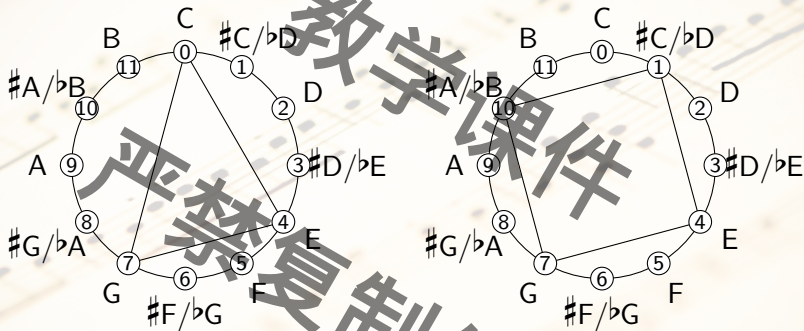 C
♯C/♭D
D
♯D/♭E
E
F
♯F/♭G
G
♯G/♭A
A
♯A/♭B
B
0
1
2
3
4
5
6
7
8
9
10
11
C
♯C/♭D
D
♯D/♭E
E
F
♯F/♭G
G
♯G/♭A
A
♯A/♭B
B
0
1
2
3
4
5
6
7
8
9
10
11
教学课件
严禁复制